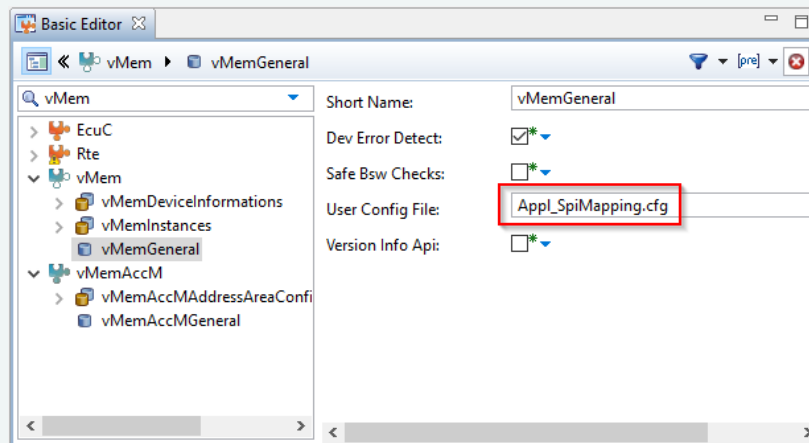 Basic Editor
vMem vMemGeneral
[pre]
vMem
EcuC
Rte
vMem
vMemDeviceInformations
vMemInstances
vMemGeneral
vMemAccM
vMemAccMAddressAreaConfi
vMemAccMGeneral
Short Name: vMemGeneral
Dev Error Detect:
Safe Bsw Checks:
User Config File: Appl_SpiMapping.cfg
Version Info Api: